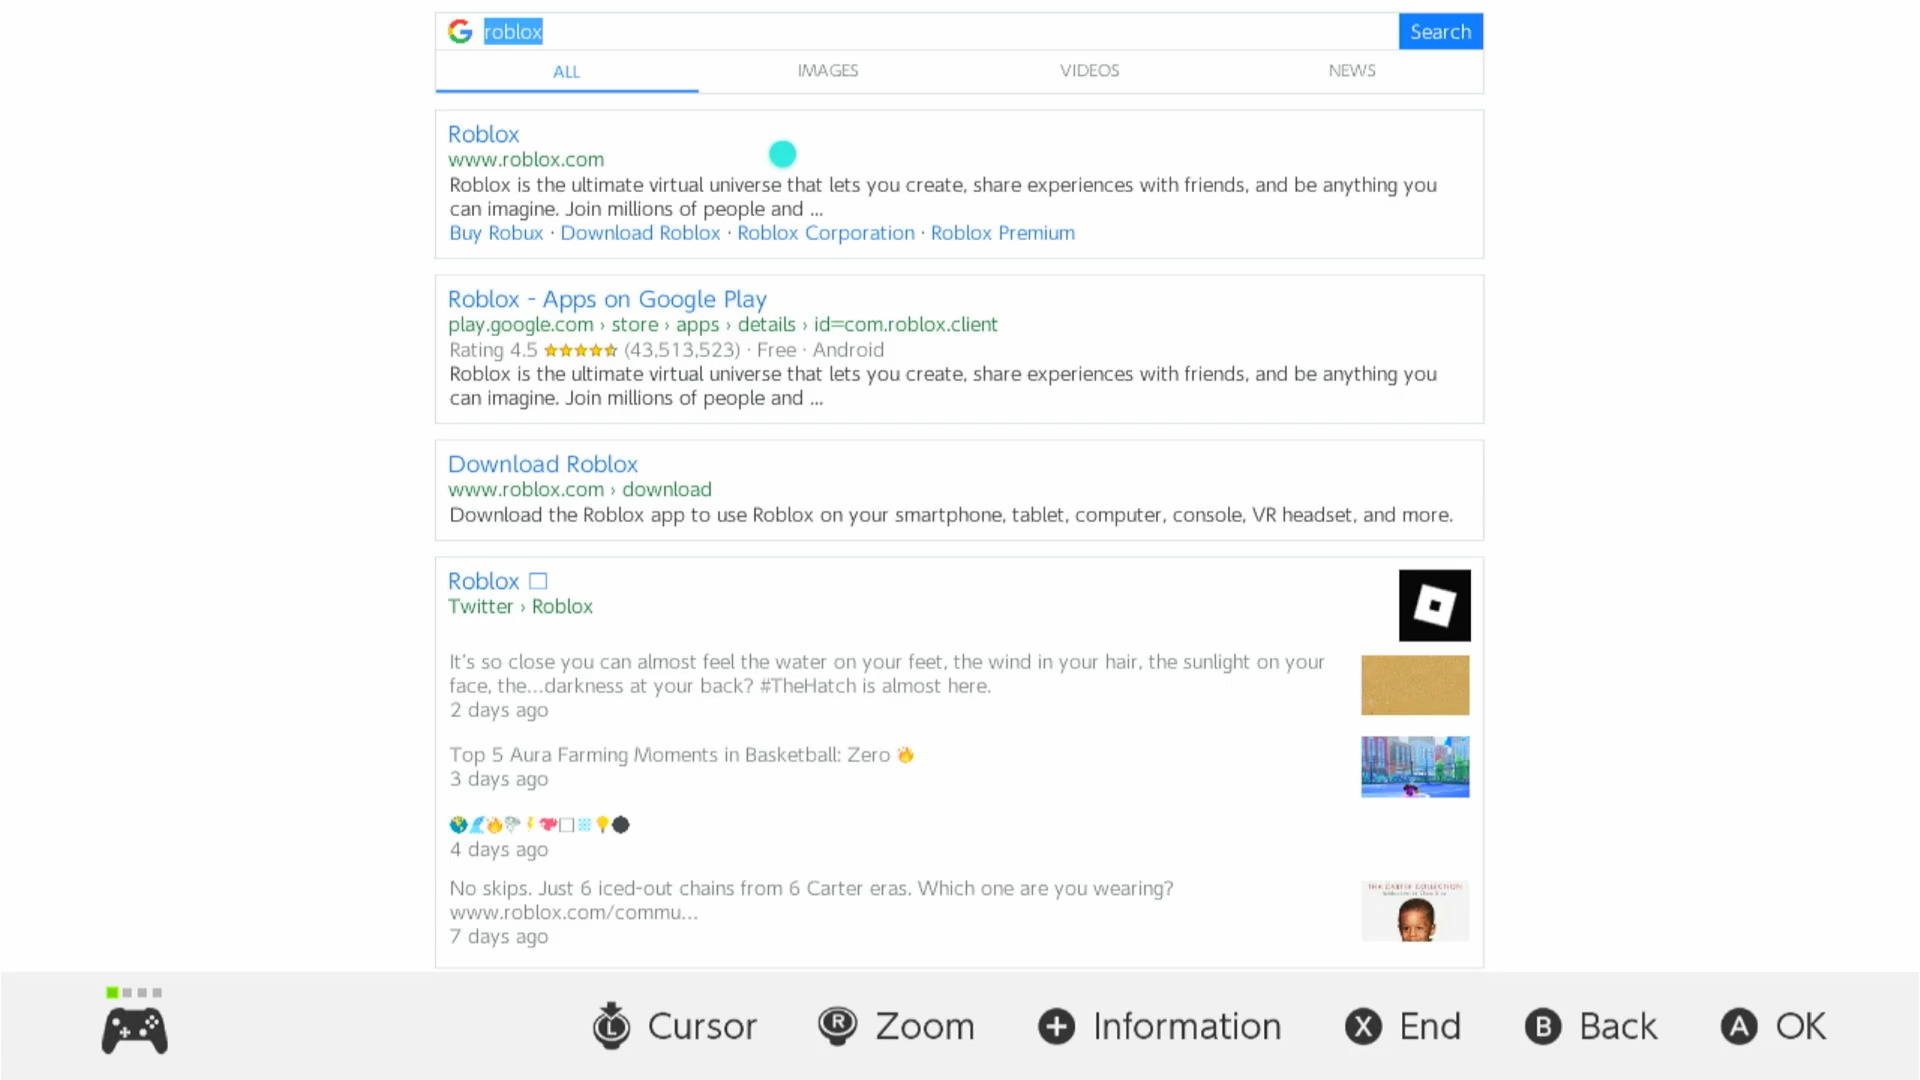 roblox
Search
ALL
IMAGES
VIDEOS
NEWS
Roblox
www.roblox.com
Roblox is the ultimate virtual universe that lets you create, share experiences with friends, and be anything you
can imagine. Join millions of people and ...
Buy Robux · Download Roblox · Roblox Corporation · Roblox Premium
Roblox - Apps on Google Play
play.google.com › store › apps › details › id=com.roblox.client
Rating 4.5 ★★★★★ (43,513,523) · Free · Android
Roblox is the ultimate virtual universe that lets you create, share experiences with friends, and be anything you
can imagine. Join millions of people and ...
Download Roblox
www.roblox.com › download
Download the Roblox app to use Roblox on your smartphone, tablet, computer, console, VR headset, and more.
Roblox □
Twitter › Roblox
It's so close you can almost feel the water on your feet, the wind in your hair, the sunlight on your
face, the...darkness at your back? #TheHatch is almost here.
2 days ago
Top 5 Aura Farming Moments in Basketball: Zero 🔥
3 days ago
4 days ago
No skips. Just 6 iced-out chains from 6 Carter eras. Which one are you wearing?
www.roblox.com/commu...
7 days ago
THA CARTER COLLECTION
L Cursor
R Zoom
+ Information
X End
B Back
A OK